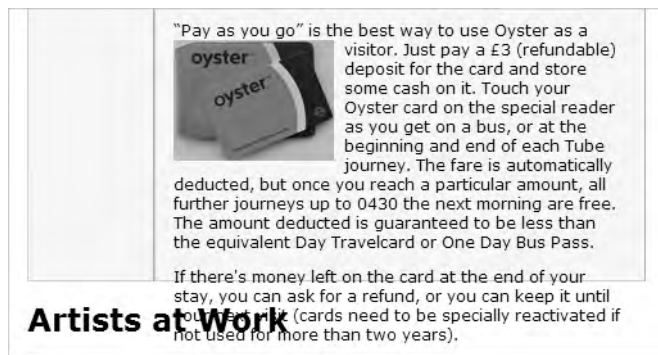 “Pay as you go” is the best way to use Oyster as a
visitor. Just pay a £3 (refundable)
deposit for the card and store
some cash on it. Touch your
Oyster card on the special reader
as you get on a bus, or at the
beginning and end of each Tube
journey. The fare is automatically
deducted, but once you reach a particular amount, all
further journeys up to 0430 the next morning are free.
The amount deducted is guaranteed to be less than
the equivalent Day Travelcard or One Day Bus Pass.
oyster
oyster
If there's money left on the card at the end of your
stay, you can ask for a refund, or you can keep it until
your next visit (cards need to be specially reactivated if
not used for more than two years).
Artists at Work